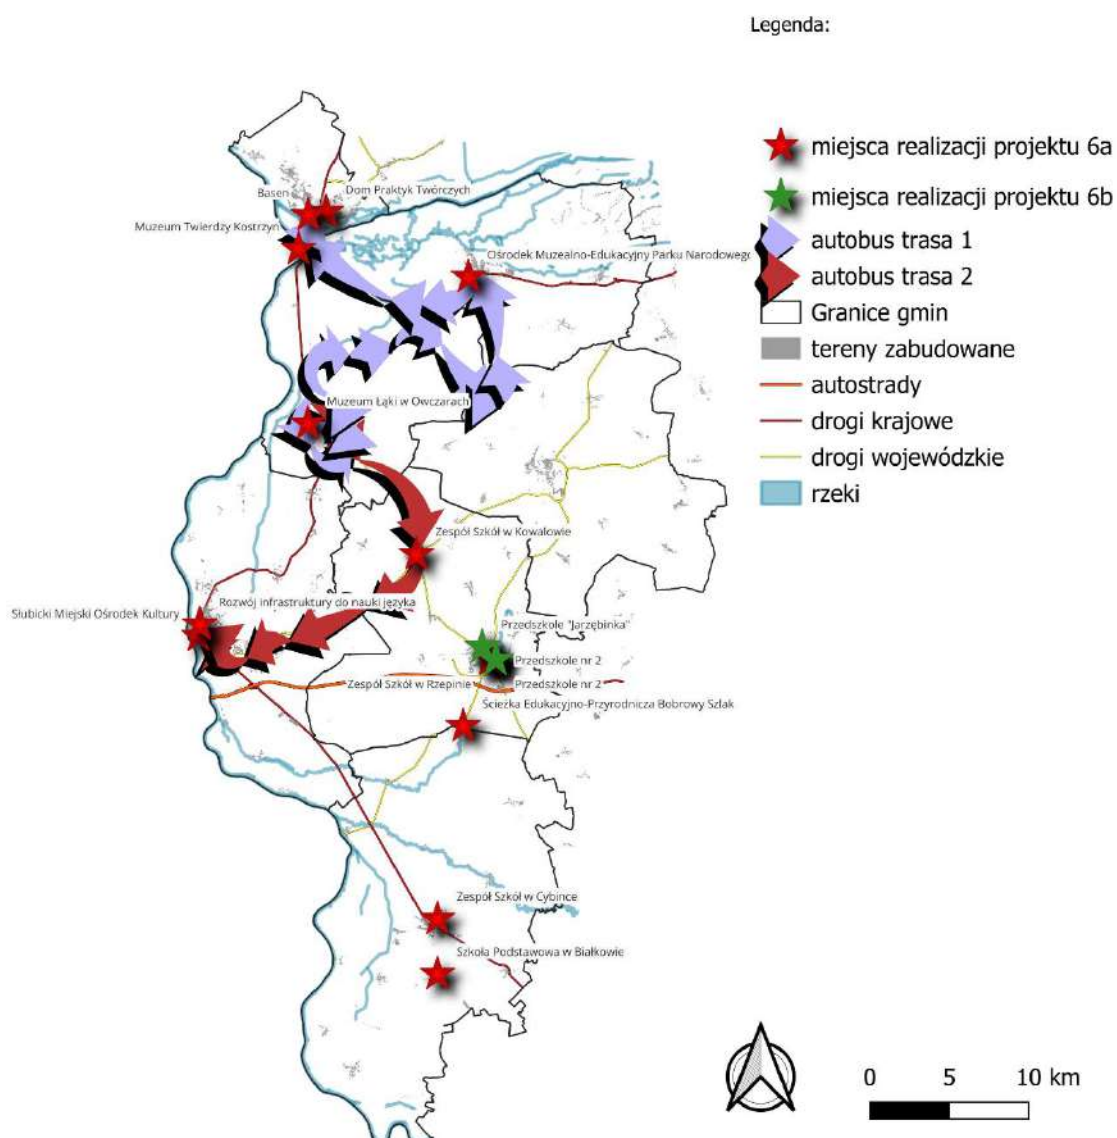 Legenda:
miejsca realizacji projektu 6a
miejsca realizacji projektu 6b
autobus trasa 1
autobus trasa 2
Granice gmin
tereny zabudowane
autostrady
drogi krajowe
drogi wojewódzkie
rzeki
Basen
Dom Praktyk Twórczych
Muzeum Twierdzy Kostrzyn
Ośrodek Muzealno-Edukacyjny Parku Narodowego
Muzeum Łąki w Owczarach
Zespół Szkół w Kowalowie
Rozwój infrastruktury do nauki języka
Słubicki Miejski Ośrodek Kultury
Przedszkole "Jarzębinka"
Przedszkole nr 2
Zespół Szkół w Rzepinie
Przedszkole nr 2
Ścieżka Edukacyjno-Przyrodnicza Bobrowy Szlak
Zespół Szkół w Cybince
Szkoła Podstawowa w Białkowie
0 5 10 km